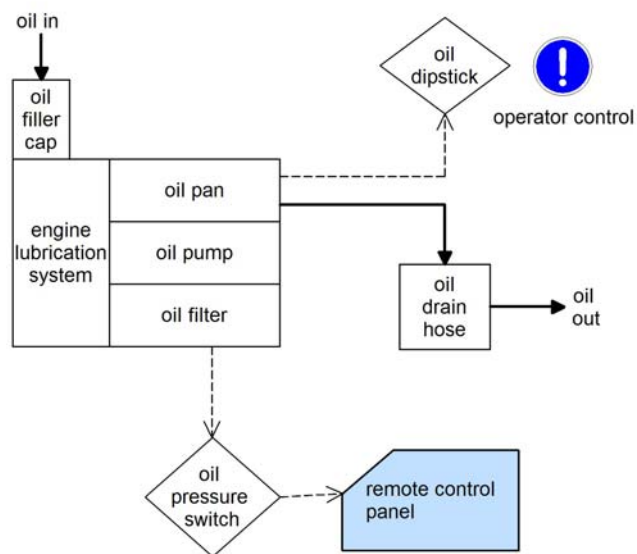 oil in
oil
dipstick
operator control
oil
filler
cap
oil pan
engine
lubrication
system
oil pump
oil filter
oil
drain
hose
oil
out
oil
pressure
switch
remote control
panel